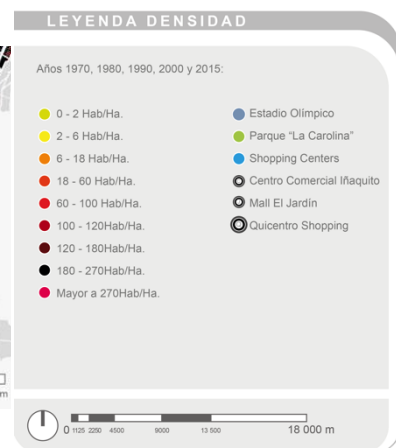 LEYENDA DENSIDAD
Años 1970, 1980, 1990, 2000 y 2015:
0 - 2 Hab/Ha.
2 - 6 Hab/Ha.
6 - 18 Hab/Ha.
18 - 60 Hab/Ha.
60 - 100 Hab/Ha.
100 - 120Hab/Ha.
120 - 180Hab/Ha.
180 - 270Hab/Ha.
Mayor a 270Hab/Ha.
Estadio Olímpico
Parque "La Carolina"
Shopping Centers
Centro Comercial Iñaquito
Mall El Jardín
Quicentro Shopping
m
0 1125 2250 4500 9000 13 500 18 000 m